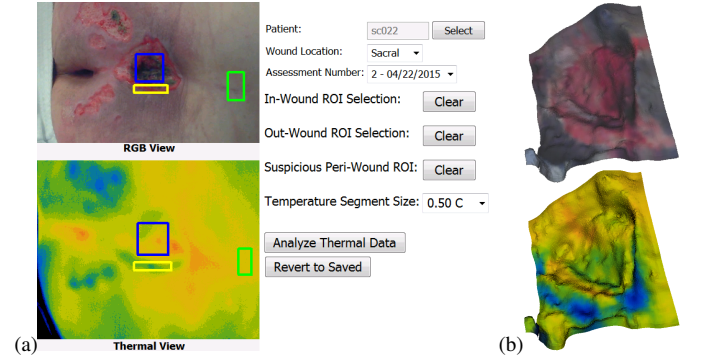 RGB View
Thermal View
(a)
Patient: sc022 Select
Wound Location: Sacral
Assessment Number: 2 - 04/22/2015
In-Wound ROI Selection: Clear
Out-Wound ROI Selection: Clear
Suspicious Peri-Wound ROI: Clear
Temperature Segment Size: 0.50 C
Analyze Thermal Data
Revert to Saved
(b)